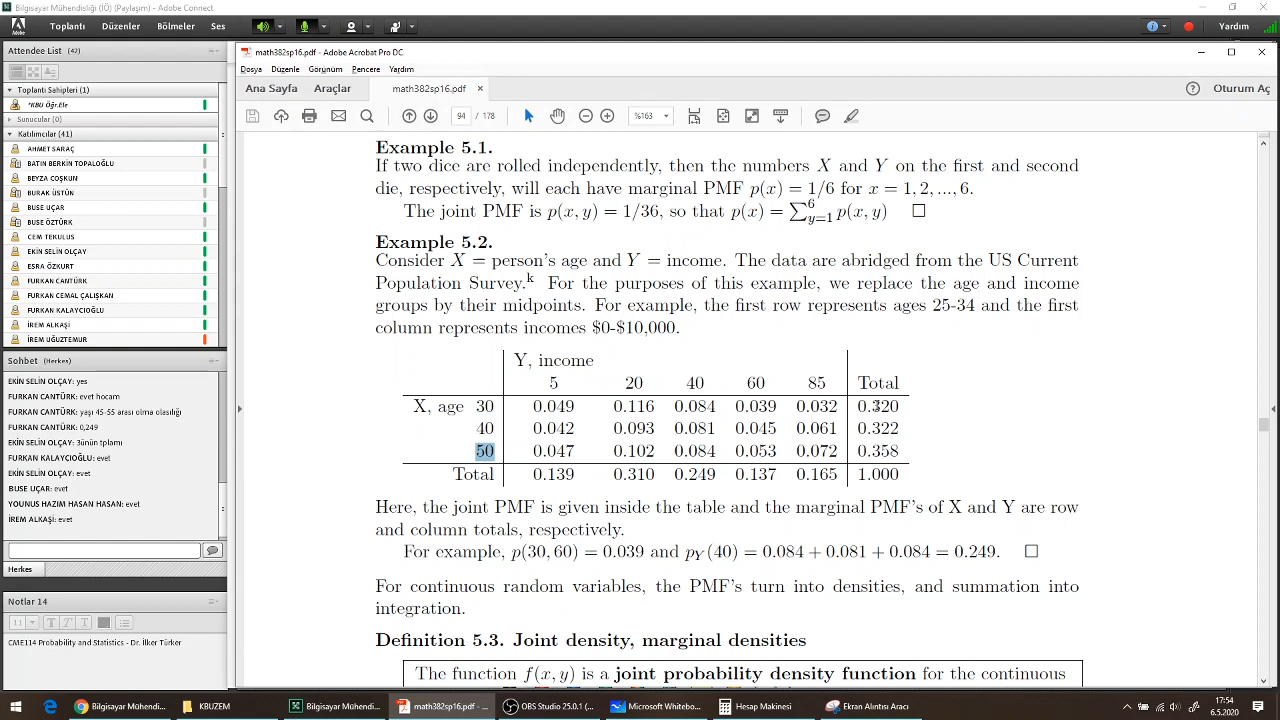 Bilgisayar Mühendisliği (İÖ) (Paylaşım) - Adobe Connect
Toplantı Düzenler Bölmeler Ses Yardım
Attendee List (42)
Toplantı Sahipleri (1)
*KBU Öğr.Ele
Sunucular (0)
Katılımcılar (41)
AHMET SARAÇ
BATIN BERKİN TOPALOĞLU
BEYZA COŞKUN
BURAK ÜSTÜN
BUSE UÇAR
BUSE ÖZTÜRK
CEM TEKULUS
EKİN SELİN OLÇAY
ESRA ÖZKURT
FURKAN CANTÜRK
FURKAN CEMAL ÇALIŞKAN
FURKAN KALAYCIOĞLU
İREM ALKAŞİ
İREM UĞUZTEMUR
Sohbet (Herkes)
EKİN SELİN OLÇAY: yes
FURKAN CANTÜRK: evet hocam
FURKAN CANTÜRK: yaşı 45-55 arası olma olasılığı
FURKAN CANTÜRK: 0,249
EKİN SELİN OLÇAY: 3ünün tplamı
FURKAN KALAYCIOĞLU: evet
EKİN SELİN OLÇAY: evet
BUSE UÇAR: evet
YOUNUS HAZIM HASAN HASAN: evet
İREM ALKAŞİ: evet
Herkes
Notlar 14
11
CME114 Probability and Statistics - Dr. İlker Türker
math382sp16.pdf - Adobe Acrobat Pro DC
Dosya Düzenle Görünüm Pencere Yardım
Ana Sayfa Araçlar math382sp16.pdf × Oturum Aç
94 / 178 %163
Example 5.1.
If two dice are rolled independently, then the numbers X and Y on the first and second
die, respectively, will each have marginal PMF p(x) = 1/6 for x = 1, 2, ..., 6.
The joint PMF is p(x, y) = 1/36, so that p(x) = ∑⁶y=1 p(x, y) □
Example 5.2.
Consider X = person's age and Y = income. The data are abridged from the US Current
Population Survey.k For the purposes of this example, we replace the age and income
groups by their midpoints. For example, the first row represents ages 25-34 and the first
column represents incomes $0-$10,000.
Y, income
5 20 40 60 85 Total
X, age 30 0.049 0.116 0.084 0.039 0.032 0.320
40 0.042 0.093 0.081 0.045 0.061 0.322
50 0.047 0.102 0.084 0.053 0.072 0.358
Total 0.139 0.310 0.249 0.137 0.165 1.000
Here, the joint PMF is given inside the table and the marginal PMF's of X and Y are row
and column totals, respectively.
For example, p(30, 60) = 0.039 and pY(40) = 0.084 + 0.081 + 0.084 = 0.249. □
For continuous random variables, the PMF's turn into densities, and summation into
integration.
Definition 5.3. Joint density, marginal densities
The function f(x, y) is a joint probability density function for the continuous
Bilgisayar Mühendi... KBUZEM Bilgisayar Mühendi... math382sp16.pdf - ... OBS Studio 25.0.1 (... Microsoft Whitebo... Hesap Makinesi Ekran Alıntısı Aracı
17:54
6.5.2020